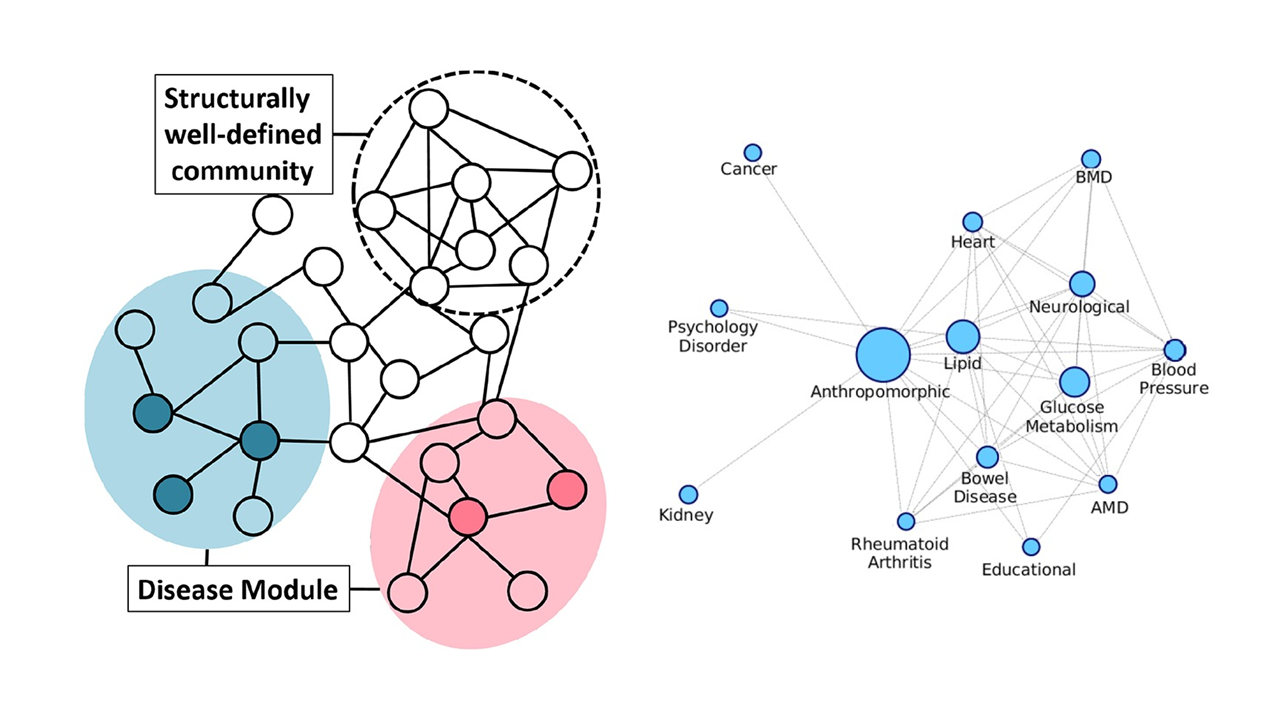 Structurally
well-defined
community
Disease Module
Cancer
BMD
Heart
Neurological
Psychology
Disorder
Lipid
Anthropomorphic
Blood
Pressure
Glucose
Metabolism
Bowel
Disease
Kidney
AMD
Rheumatoid
Arthritis
Educational